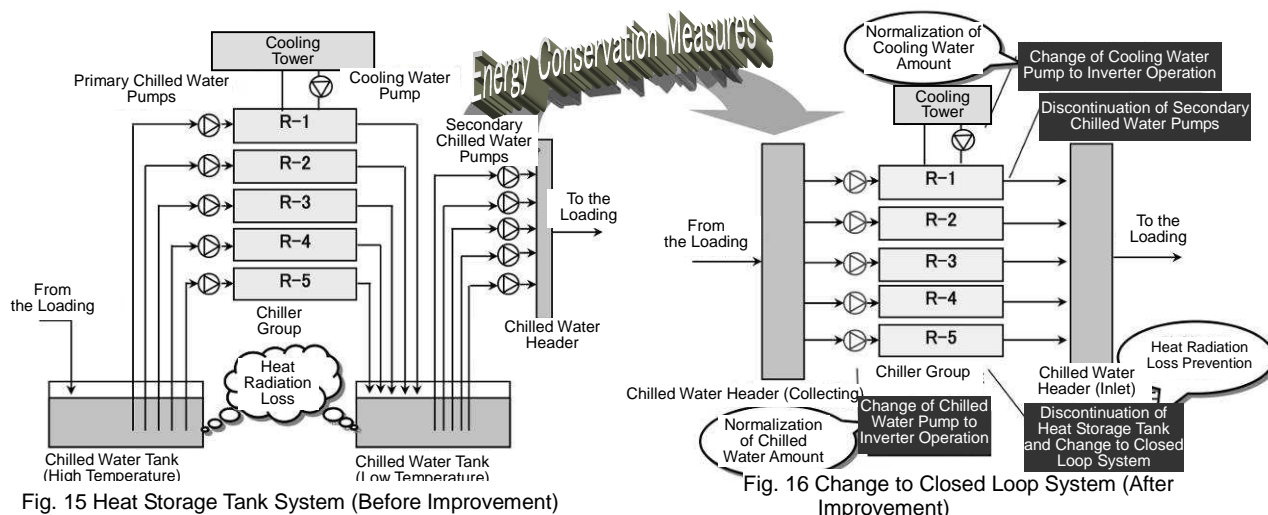 Energy Conservation Measures
Cooling
Tower
Primary Chilled Water
Pumps
Cooling Water
Pump
R-1
R-2
R-3
R-4
R-5
Secondary
Chilled Water
Pumps
To the
Loading
From
the Loading
Chiller
Group
Chilled Water
Header
Heat
Radiation
Loss
Chilled Water Tank
(High Temperature)
Chilled Water Tank
(Low Temperature)
Fig. 15 Heat Storage Tank System (Before Improvement)
Normalization of
Cooling Water
Amount
Change of Cooling Water
Pump to Inverter Operation
Cooling
Tower
Discontinuation of Secondary
Chilled Water Pumps
R-1
R-2
R-3
R-4
R-5
From
the Loading
To the
Loading
Chiller Group
Chilled Water Header (Collecting)
Chilled Water
Header (Inlet)
Heat Radiation
Loss Prevention
Normalization
of Chilled
Water Amount
Change of Chilled
Water Pump to
Inverter Operation
Discontinuation of
Heat Storage Tank
and Change to Closed
Loop System
Fig. 16 Change to Closed Loop System (After
Improvement)